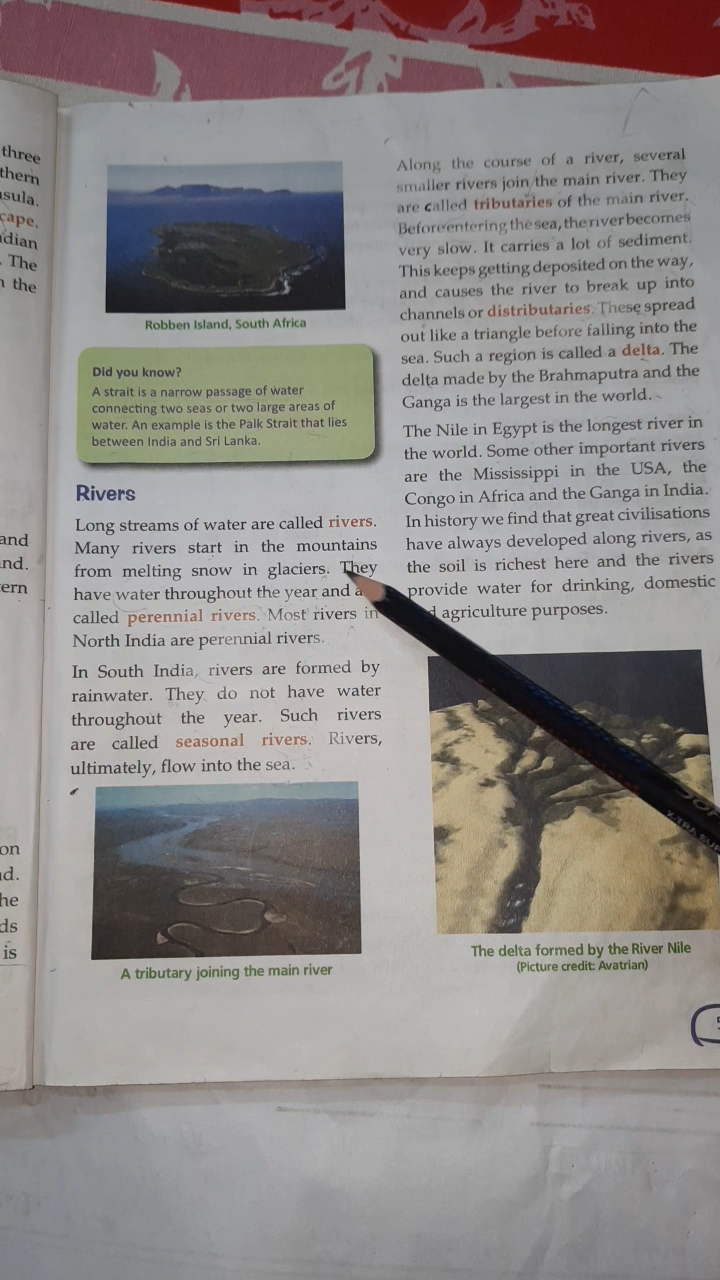 three
thern
sula.
cape.
dian
. The
n the
and
nd.
ern
on
nd.
he
ds
is
Robben Island, South Africa
Did you know?
A strait is a narrow passage of water
connecting two seas or two large areas of
water. An example is the Palk Strait that lies
between India and Sri Lanka.
Rivers
Long streams of water are called rivers.
Many rivers start in the mountains
from melting snow in glaciers. They
have water throughout the year and a
called perennial rivers. Most rivers in
North India are perennial rivers.
In South India, rivers are formed by
rainwater. They do not have water
throughout the year. Such rivers
are called seasonal rivers. Rivers,
ultimately, flow into the sea.
A tributary joining the main river
Along the course of a river, several
smaller rivers join the main river. They
are called tributaries of the main river.
Before entering the sea, the river becomes
very slow. It carries a lot of sediment.
This keeps getting deposited on the way,
and causes the river to break up into
channels or distributaries. These spread
out like a triangle before falling into the
sea. Such a region is called a delta. The
delta made by the Brahmaputra and the
Ganga is the largest in the world.
The Nile in Egypt is the longest river in
the world. Some other important rivers
are the Mississippi in the USA, the
Congo in Africa and the Ganga in India.
In history we find that great civilisations
have always developed along rivers, as
the soil is richest here and the rivers
provide water for drinking, domestic
d agriculture purposes.
The delta formed by the River Nile
(Picture credit: Avatrian)